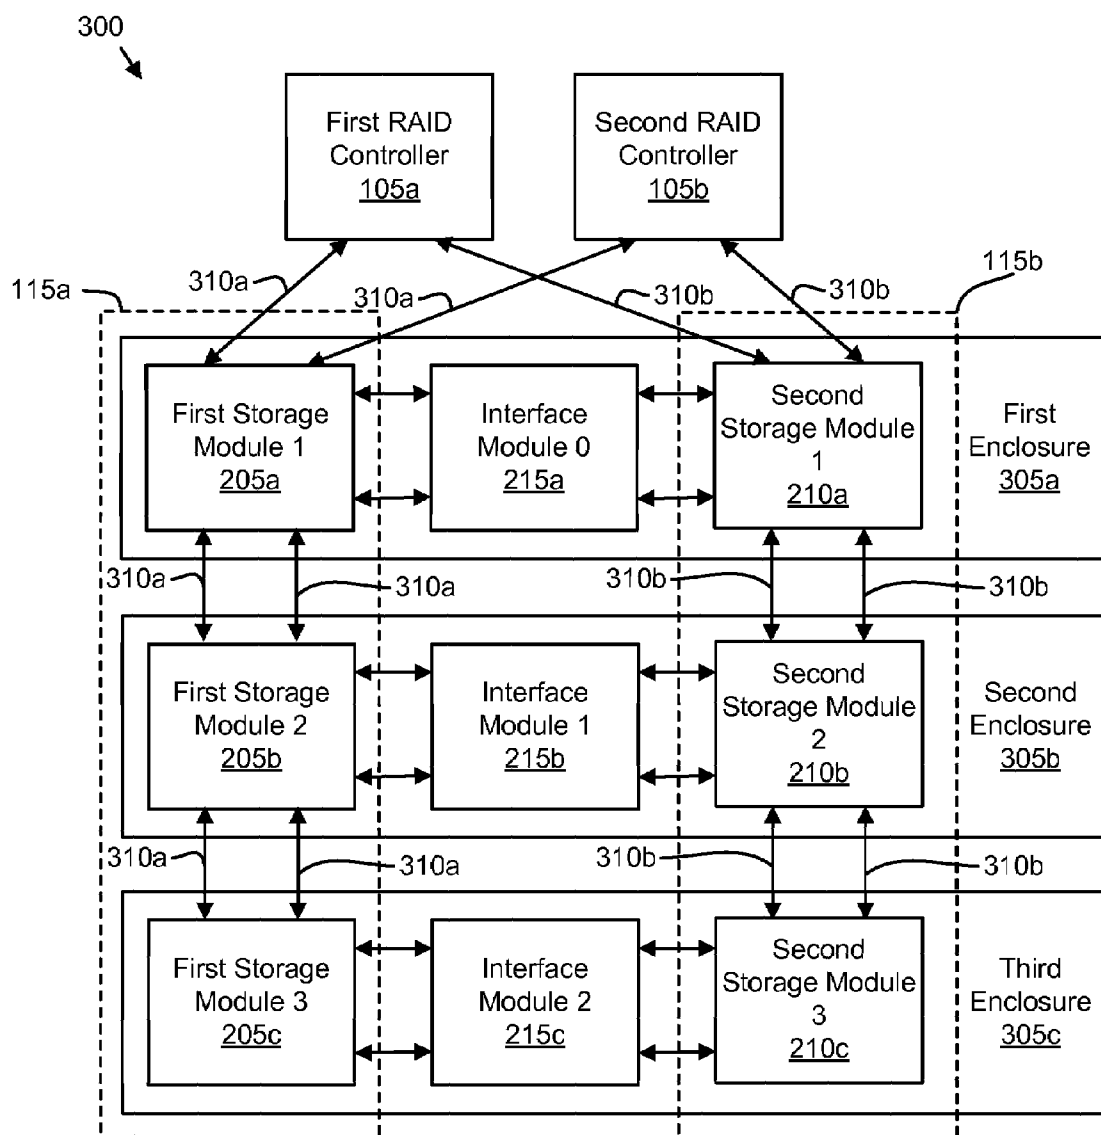 300
First RAID
Controller
105a
Second RAID
Controller
105b
115a
310a
310a
310b
310b
115b
First Storage
Module 1
205a
Interface
Module 0
215a
Second
Storage Module
1
210a
First
Enclosure
305a
310a
310a
310b
310b
First Storage
Module 2
205b
Interface
Module 1
215b
Second
Storage Module
2
210b
Second
Enclosure
305b
310a
310a
310b
310b
First Storage
Module 3
205c
Interface
Module 2
215c
Second
Storage Module
3
210c
Third
Enclosure
305c